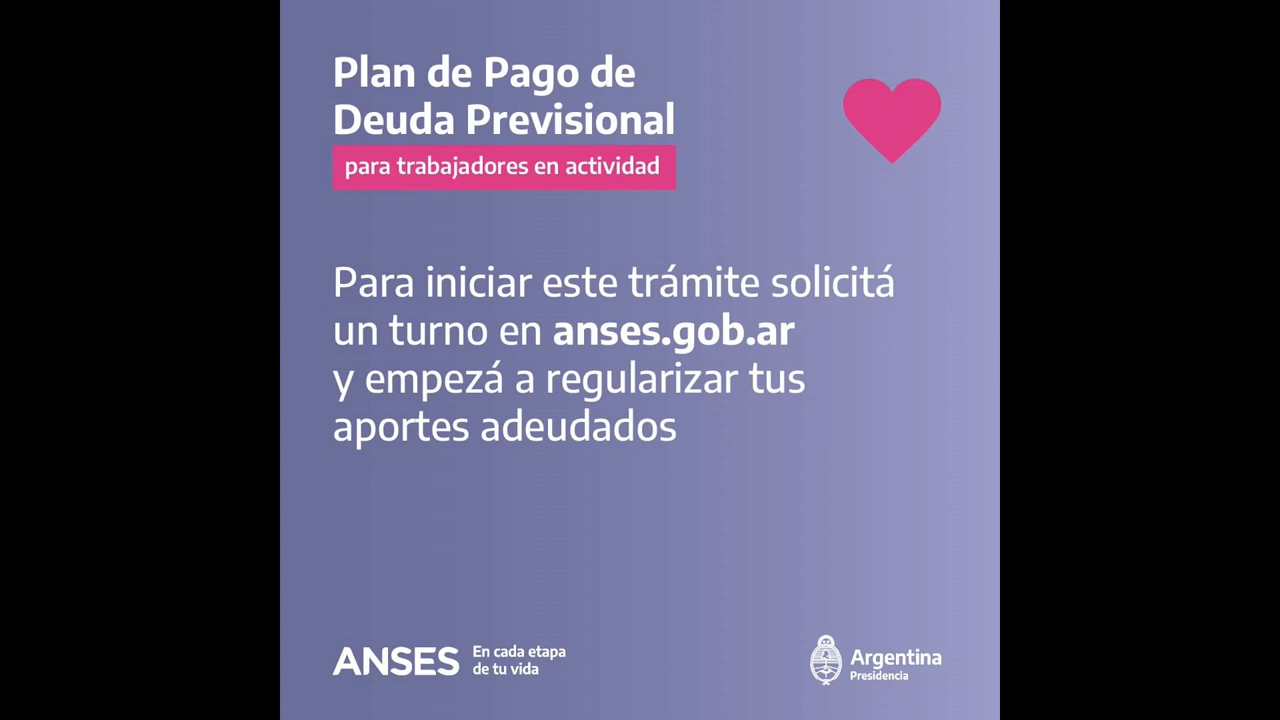 Plan de Pago de
Deuda Previsional
para trabajadores en actividad
Para iniciar este trámite solicitá
un turno en anses.gob.ar
y empezá a regularizar tus
aportes adeudados
ANSES
En cada etapa
de tu vida
Argentina
Presidencia